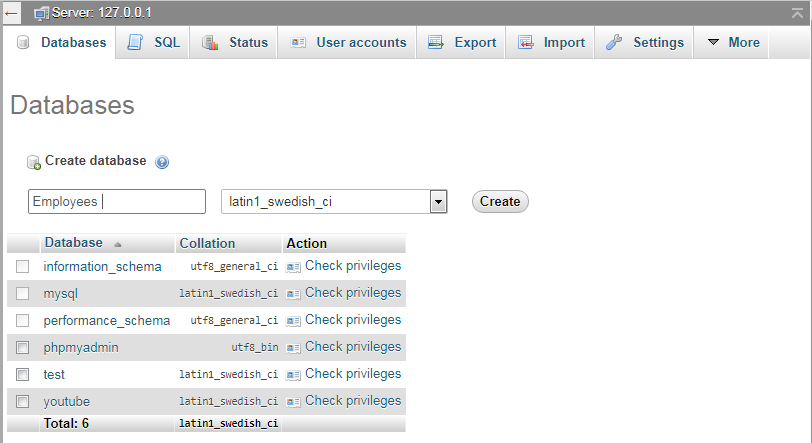 Server: 127.0.0.1
Databases SQL Status User accounts Export Import Settings More
Databases
Create database
Employees latin1_swedish_ci Create
Database Collation Action
information_schema utf8_general_ci Check privileges
mysql latin1_swedish_ci Check privileges
performance_schema utf8_general_ci Check privileges
phpmyadmin utf8_bin Check privileges
test latin1_swedish_ci Check privileges
youtube latin1_swedish_ci Check privileges
Total: 6 latin1_swedish_ci